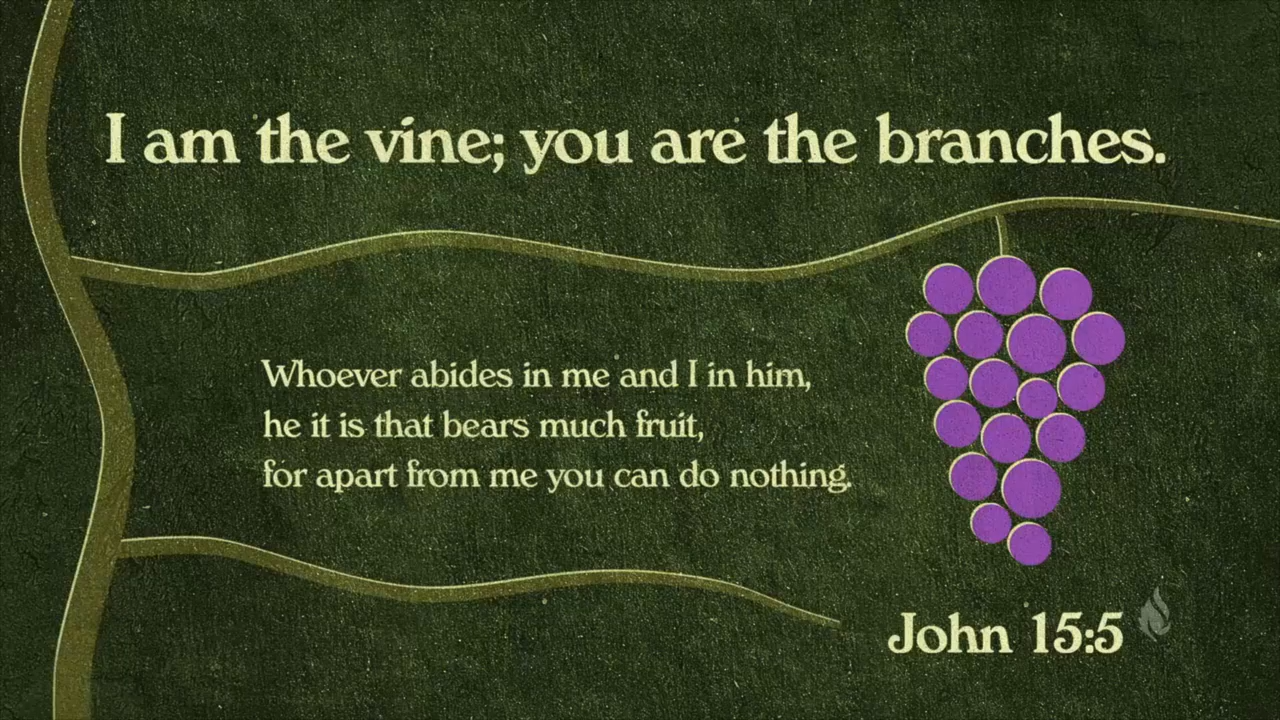 I am the vine; you are the branches.
Whoever abides in me and I in him,
he it is that bears much fruit,
for apart from me you can do nothing.
John 15:5